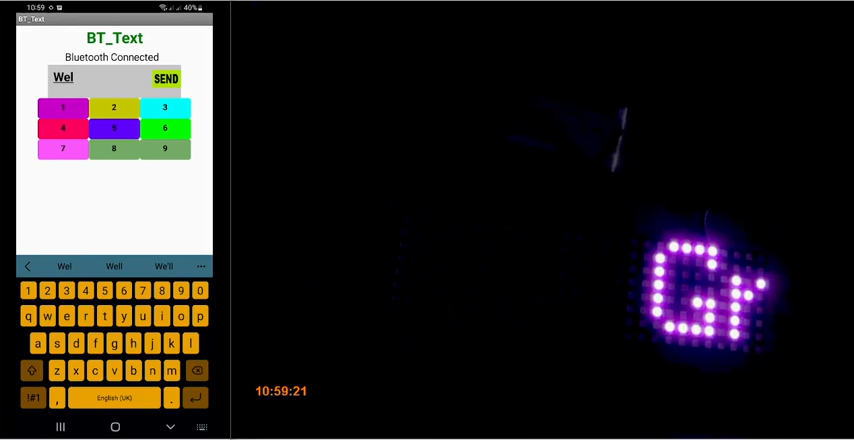 10:59 40%
BT_Text
BT_Text
Bluetooth Connected
Wel SEND
1 2 3
4 5 6
7 8 9
Wel Well We'll ...
1 2 3 4 5 6 7 8 9 0
q w e r t y u i o p
a s d f g h j k l
z x c v b n m
!#1 , English (UK) .
Gr
10:59:21